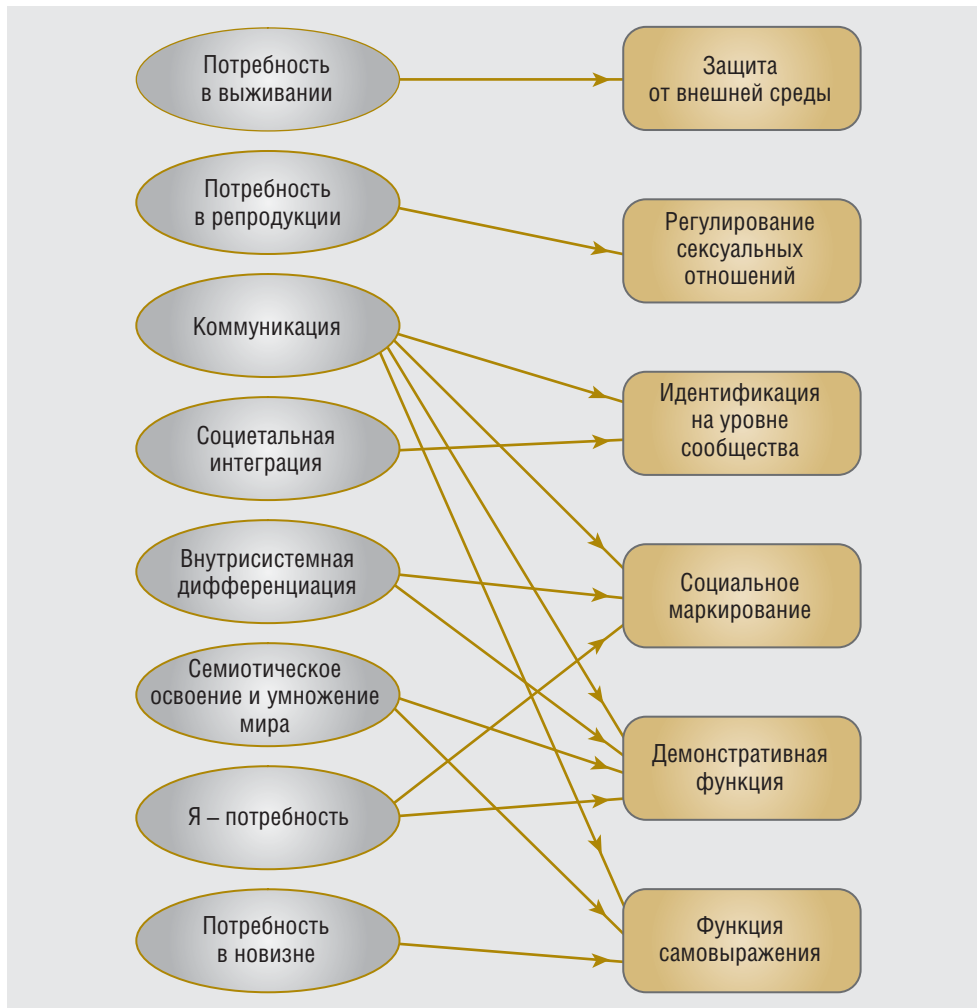 Потребность
в выживании
Защита
от внешней среды
Потребность
в репродукции
Регулирование
сексуальных
отношений
Коммуникация
Идентификация
на уровне
сообщества
Социетальная
интеграция
Внутрисистемная
дифференциация
Социальное
маркирование
Семиотическое
освоение и умножение
мира
Демонстративная
функция
Я – потребность
Потребность
в новизне
Функция
самовыражения